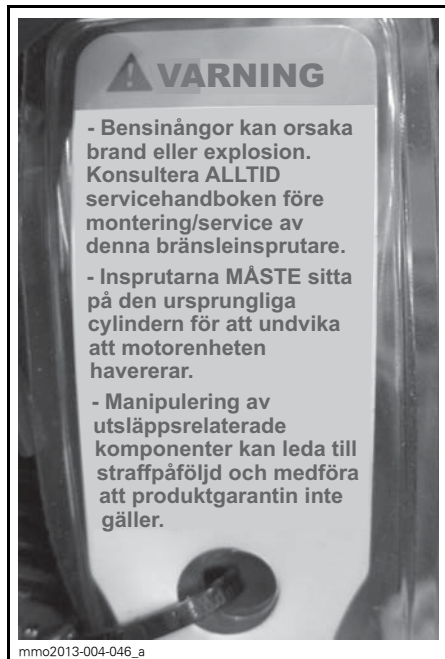 VARNING
- Bensinångor kan orsaka
brand eller explosion.
Konsultera ALLTID
servicehandboken före
montering/service av
denna bränsleinsprutare.
- Insprutarna MÅSTE sitta
på den ursprungliga
cylindern för att undvika
att motorenheten
havererar.
- Manipulering av
utsläppsrelaterade
komponenter kan leda till
straffpåföljd och medföra
att produktgarantin inte
gäller.
mmo2013-004-046_a